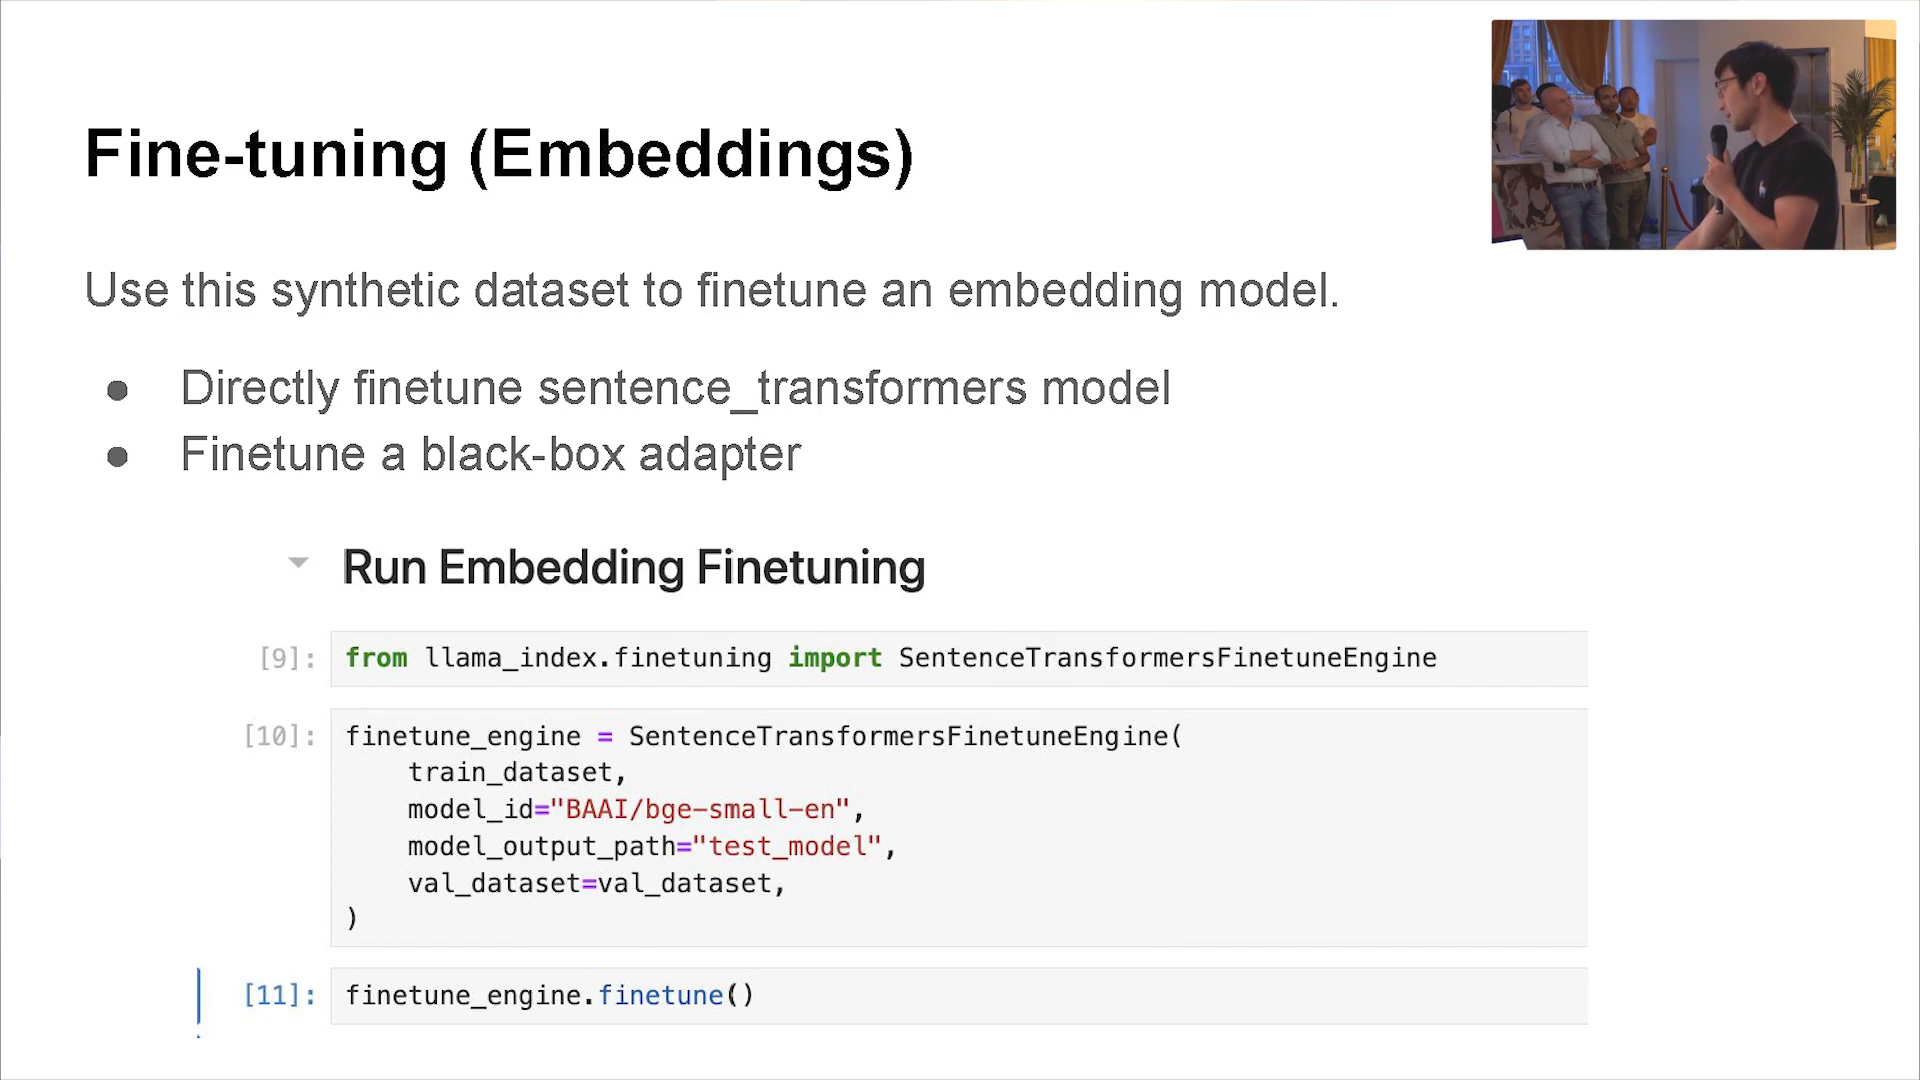 Fine-tuning (Embeddings)
Use this synthetic dataset to finetune an embedding model.
● Directly finetune sentence_transformers model
● Finetune a black-box adapter
Run Embedding Finetuning
[9]: from llama_index.finetuning import SentenceTransformersFinetuneEngine
[10]: finetune_engine = SentenceTransformersFinetuneEngine(
    train_dataset,
    model_id="BAAI/bge-small-en",
    model_output_path="test_model",
    val_dataset=val_dataset,
)
[11]: finetune_engine.finetune()